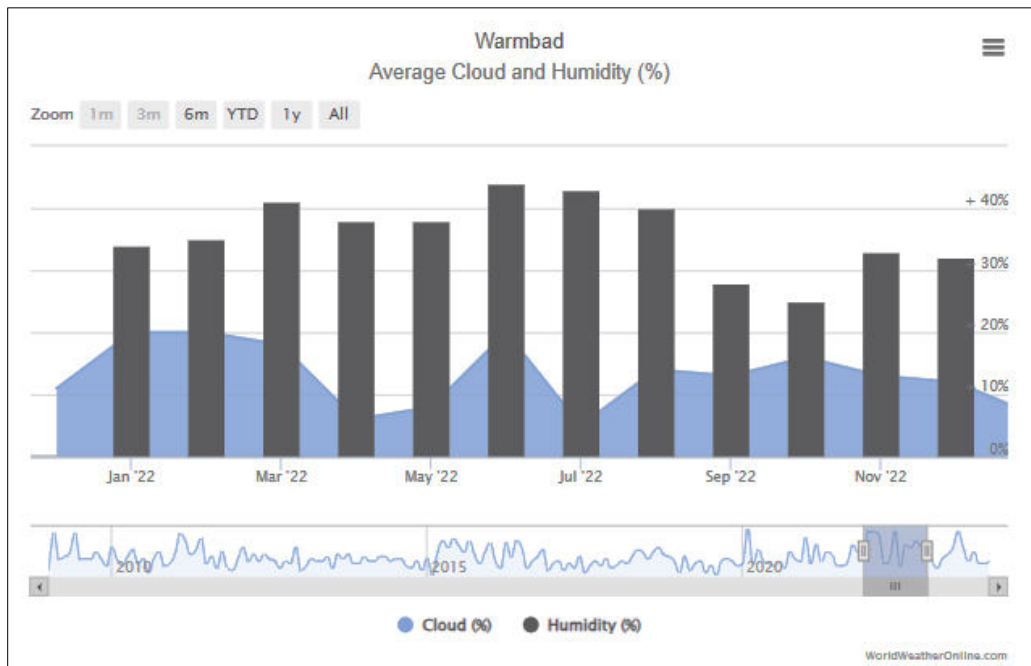 Warmbad
Average Cloud and Humidity (%)
Zoom 1m 3m 6m YTD 1y All
+ 40%
- 30%
- 20%
- 10%
0%
Jan '22 Mar '22 May '22 Jul '22 Sep '22 Nov '22
2010 2015 2020
Cloud (%) Humidity (%)
WorldWeatherOnline.com